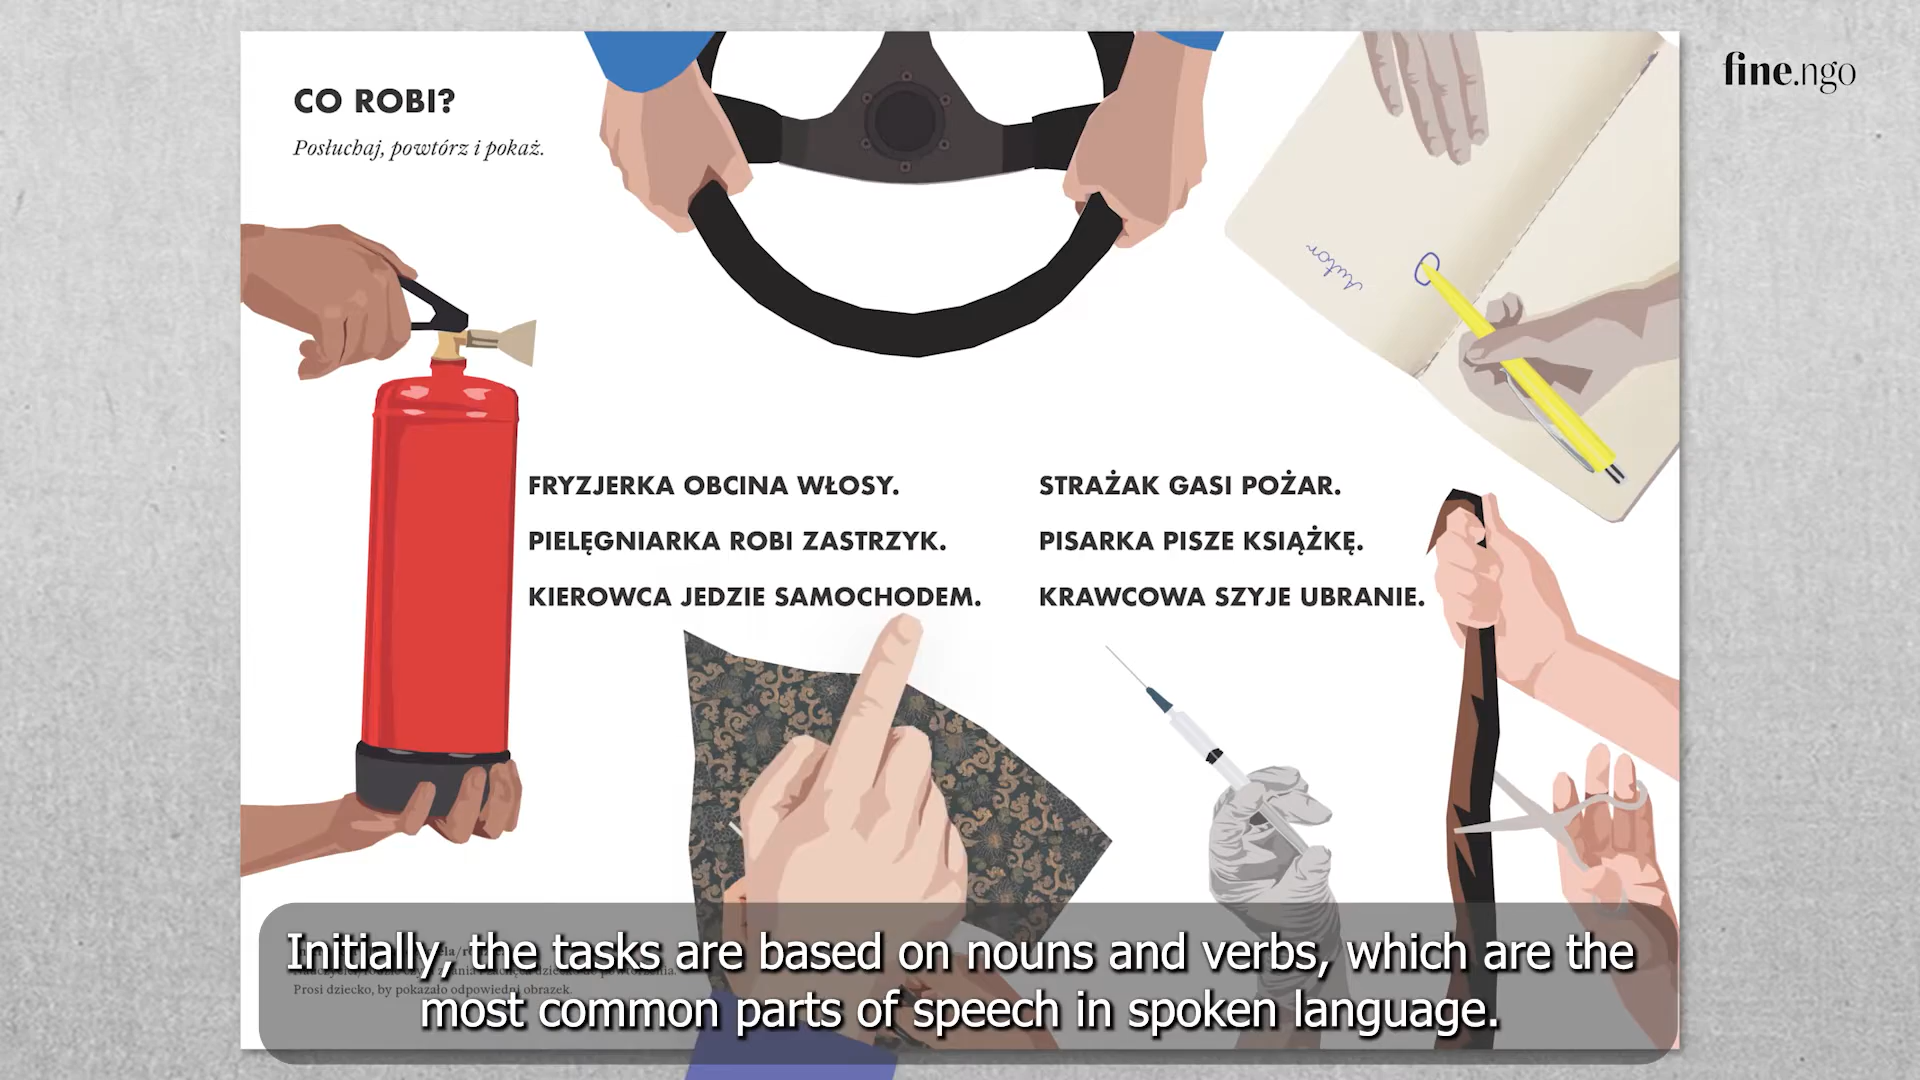 fine.ngo
CO ROBI?
Posłuchaj, powtórz i pokaż.
Autor
FRYZJERKA OBCINA WŁOSY.
PIELĘGNIARKA ROBI ZASTRZYK.
KIEROWCA JEDZIE SAMOCHODEM.
STRAŻAK GASI POŻAR.
PISARKA PISZE KSIĄŻKĘ.
KRAWCOWA SZYJE UBRANIE.
Prosi dziecko, by pokazało odpowiedni obrazek.
Initially, the tasks are based on nouns and verbs, which are the
most common parts of speech in spoken language.